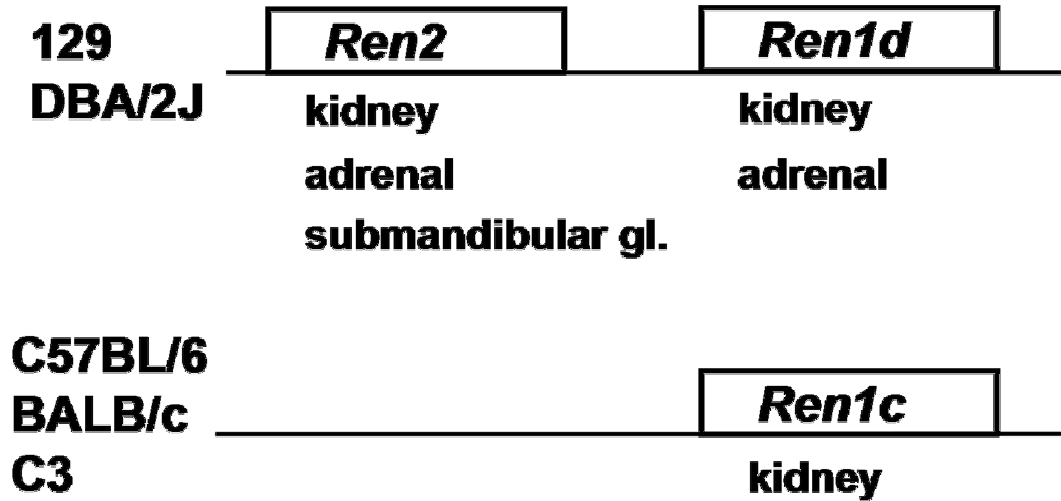 129 Ren2 Ren1d
DBA/2J kidney kidney
adrenal adrenal
submandibular gl.
C57BL/6
BALB/c Ren1c
C3 kidney